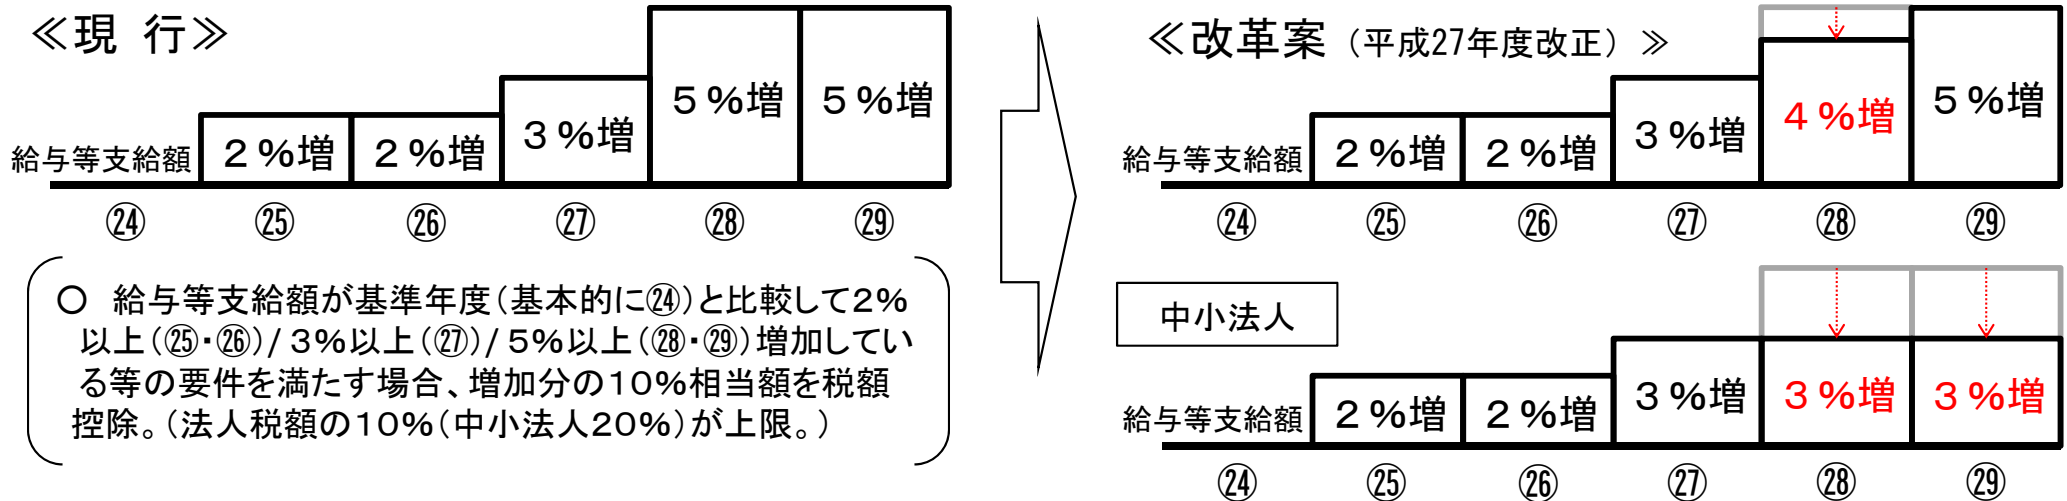 ≪現 行≫
5%増 5%増
3%増
給与等支給額 2%増 2%増
㉔ ㉕ ㉖ ㉗ ㉘ ㉙
○ 給与等支給額が基準年度(基本的に㉔)と比較して2%
以上(㉕・㉖)/3%以上(㉗)/5%以上(㉘・㉙)増加してい
る等の要件を満たす場合、増加分の10%相当額を税額
控除。(法人税額の10%(中小法人20%)が上限。)
≪改革案(平成27年度改正)≫
4%増 5%増
3%増
給与等支給額 2%増 2%増
㉔ ㉕ ㉖ ㉗ ㉘ ㉙
中小法人
3%増 3%増 3%増
給与等支給額 2%増 2%増
㉔ ㉕ ㉖ ㉗ ㉘ ㉙